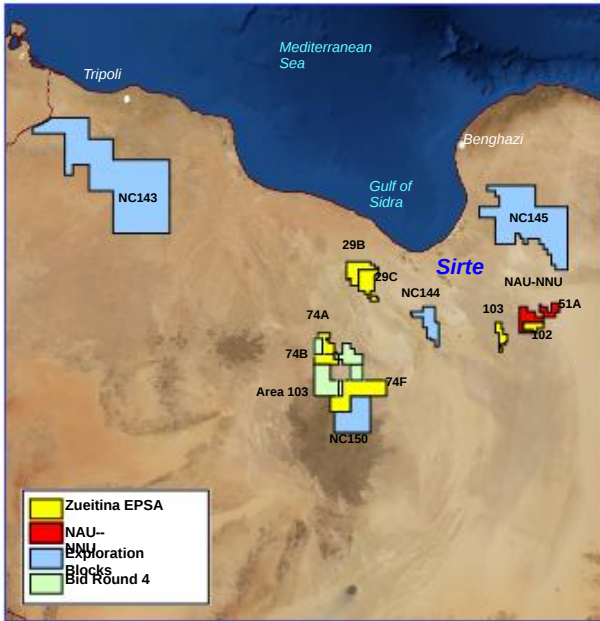 Mediterranean
Sea
Tripoli
Benghazi
NC143
Gulf of
Sidra
NC145
29B
Sirte
29C
NAU-NNU
NC144
51A
103
74A
102
74B
74F
Area 103
NC150
Zueitina EPSA
NAU--
NNU
Exploration
Blocks
Bid Round 4